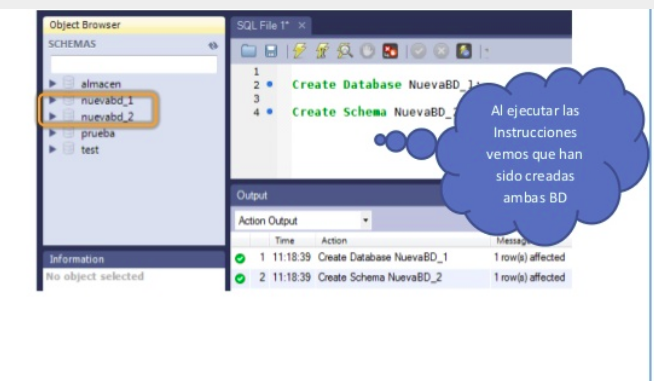 Object Browser
SCHEMAS
almacen
nuevabd_1
nuevabd_2
prueba
test
Information
No object selected
SQL File 1*
1
2 Create Database NuevaBD_1;
3
4 Create Schema NuevaBD_
Al ejecutar las
Instrucciones
vemos que han
sido creadas
ambas BD
Output
Action Output
Time Action Messag
1 11:18:39 Create Database NuevaBD_1 1 row(s) affected
2 11:18:39 Create Schema NuevaBD_2 1 row(s) affected